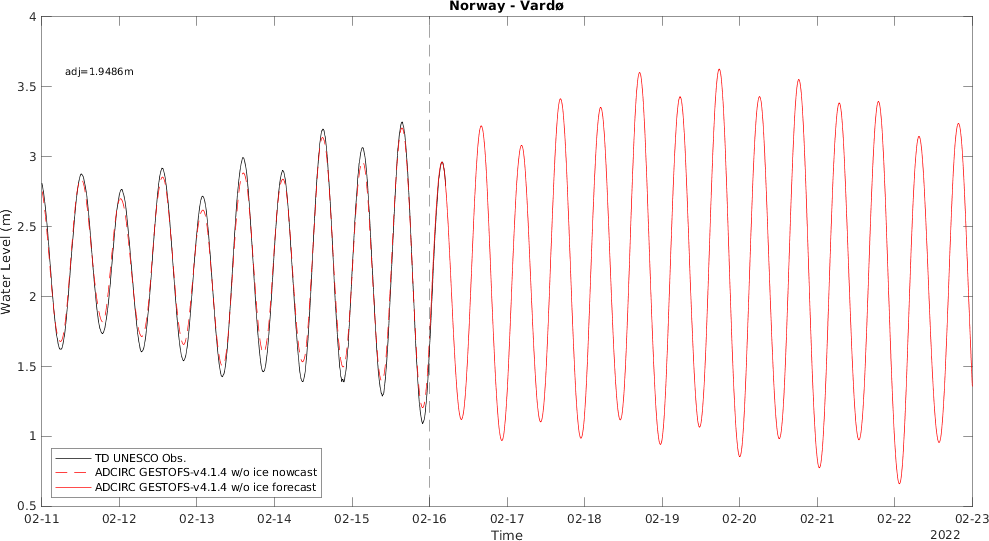 Norway - Vardø
4
3.5
3
2.5
2
1.5
1
0.5
Water Level (m)
adj=1.9486m
TD UNESCO Obs.
ADCIRC GESTOFS-v4.1.4 w/o ice nowcast
ADCIRC GESTOFS-v4.1.4 w/o ice forecast
02-11 02-12 02-13 02-14 02-15 02-16 02-17 02-18 02-19 02-20 02-21 02-22 02-23
Time
2022